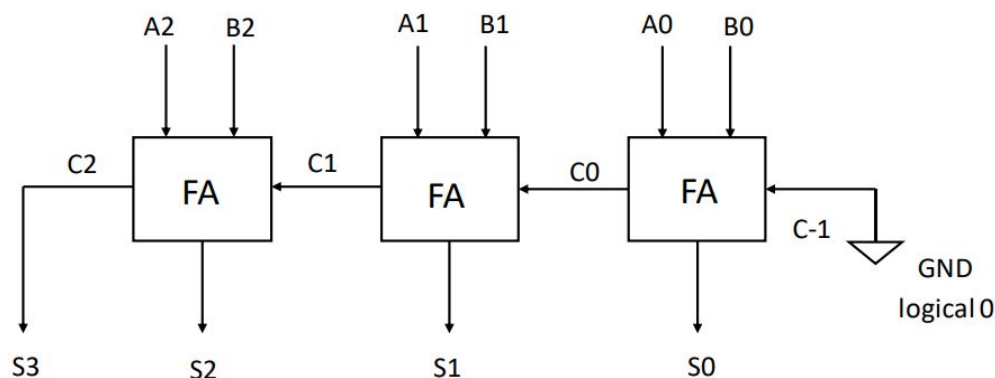 A2 B2 A1 B1 A0 B0
C2 C1 C0
FA FA FA
C-1
GND
logical 0
S3 S2 S1 S0